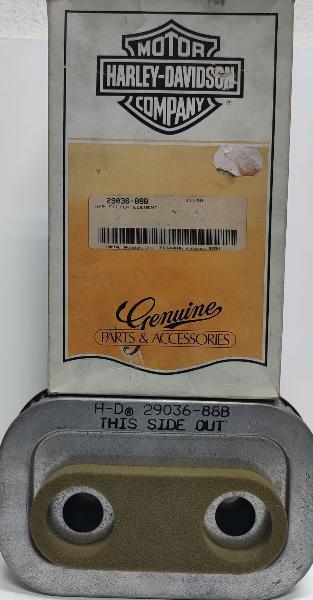 MOTOR
HARLEY-DAVIDSON
COMPANY
®
29036-88B
AIR FILTER ELEMENT
Genuine
PARTS & ACCESSORIES
H-D® 29036-88B
THIS SIDE OUT